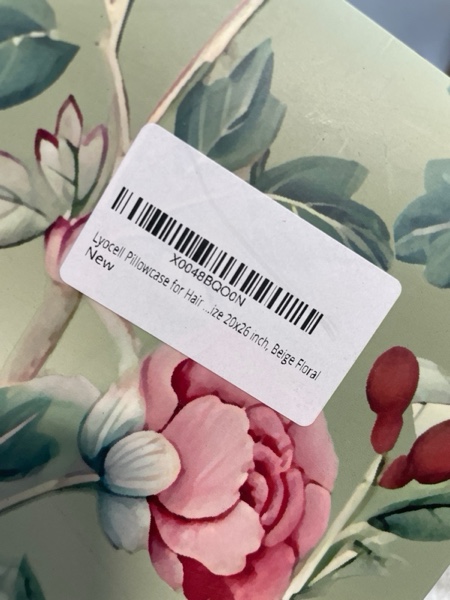 X0048BQO0N
Lyocell Pillowcase for Hair ...ize 20x26 inch, Beige Floral
New